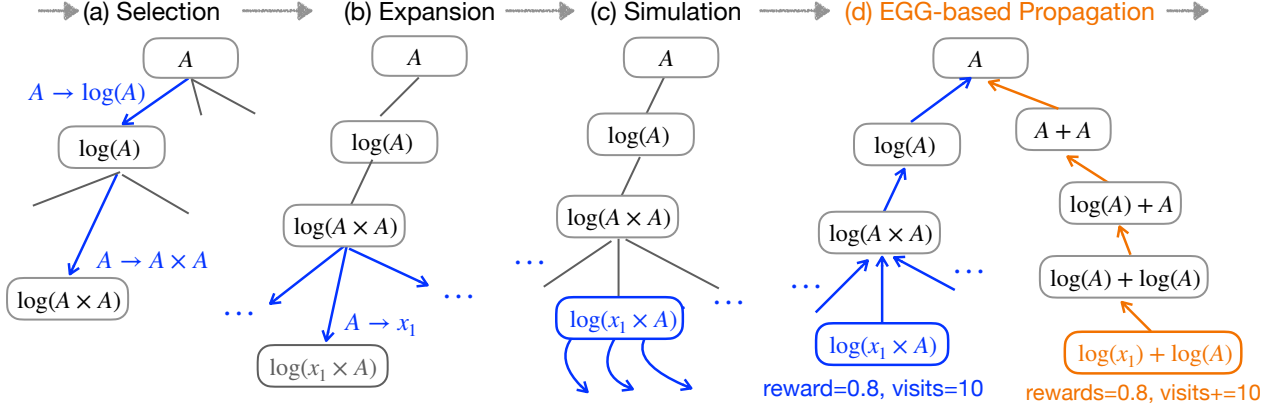 (a) Selection
(b) Expansion
(c) Simulation
(d) EGG-based Propagation
A
A → log(A)
log(A)
A → A × A
log(A × A)
A
log(A)
log(A × A)
...
...
A → x₁
log(x₁ × A)
A
log(A)
log(A × A)
...
...
log(x₁ × A)
A
log(A)
A + A
log(A × A)
log(A) + A
...
log(A) + log(A)
log(x₁ × A)
log(x₁) + log(A)
reward=0.8, visits=10
rewards=0.8, visits+=10